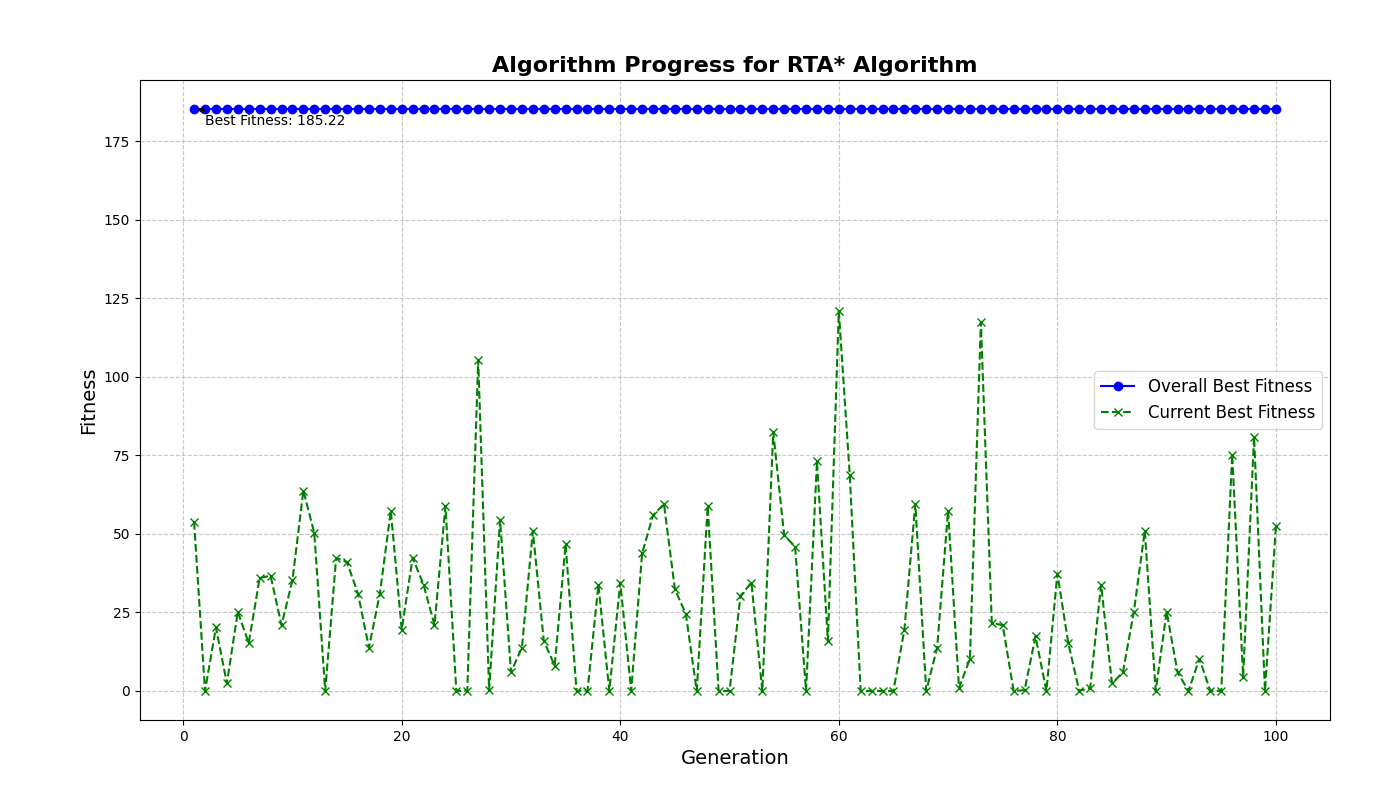 Algorithm Progress for RTA* Algorithm
Best Fitness: 185.22
175
150
125
100
75
50
25
0
Fitness
Overall Best Fitness
Current Best Fitness
0 20 40 60 80 100
Generation